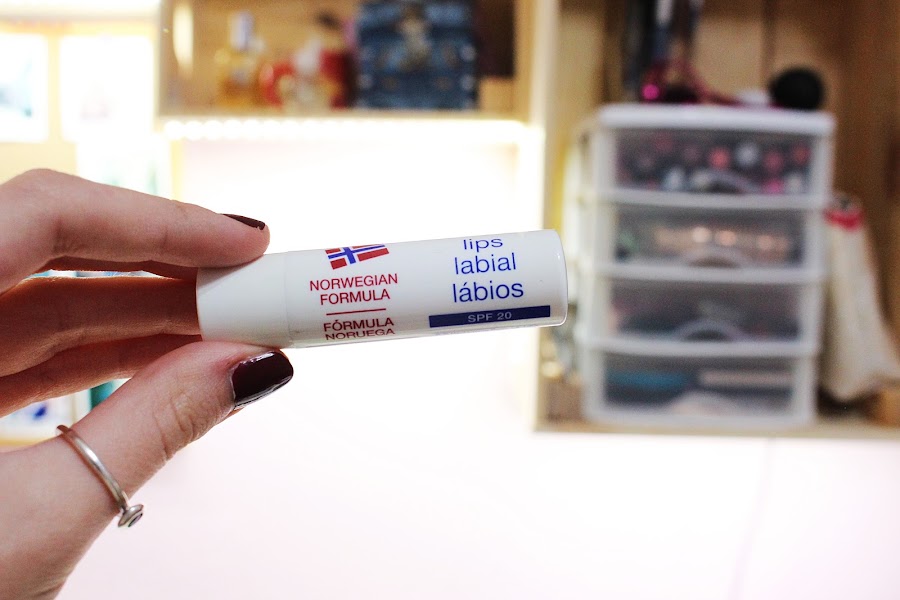 NORWEGIAN
FORMULA
FÓRMULA
NORUEGA
lips
labial
lábios
SPF 20